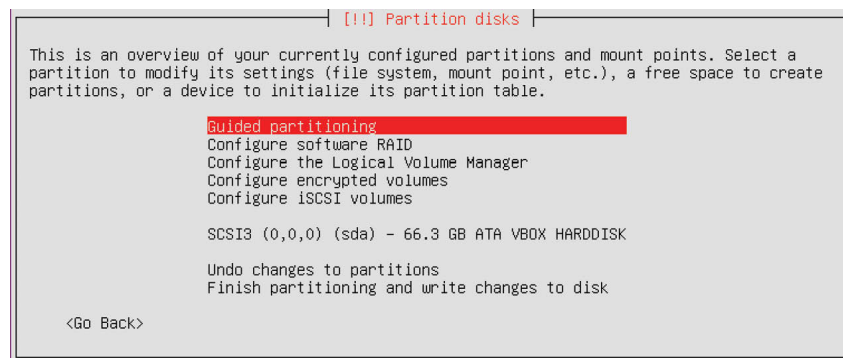 [!!] Partition disks
This is an overview of your currently configured partitions and mount points. Select a
partition to modify its settings (file system, mount point, etc.), a free space to create
partitions, or a device to initialize its partition table.
Guided partitioning
Configure software RAID
Configure the Logical Volume Manager
Configure encrypted volumes
Configure iSCSI volumes
SCSI3 (0,0,0) (sda) - 66.3 GB ATA VBOX HARDDISK
Undo changes to partitions
Finish partitioning and write changes to disk
<Go Back>